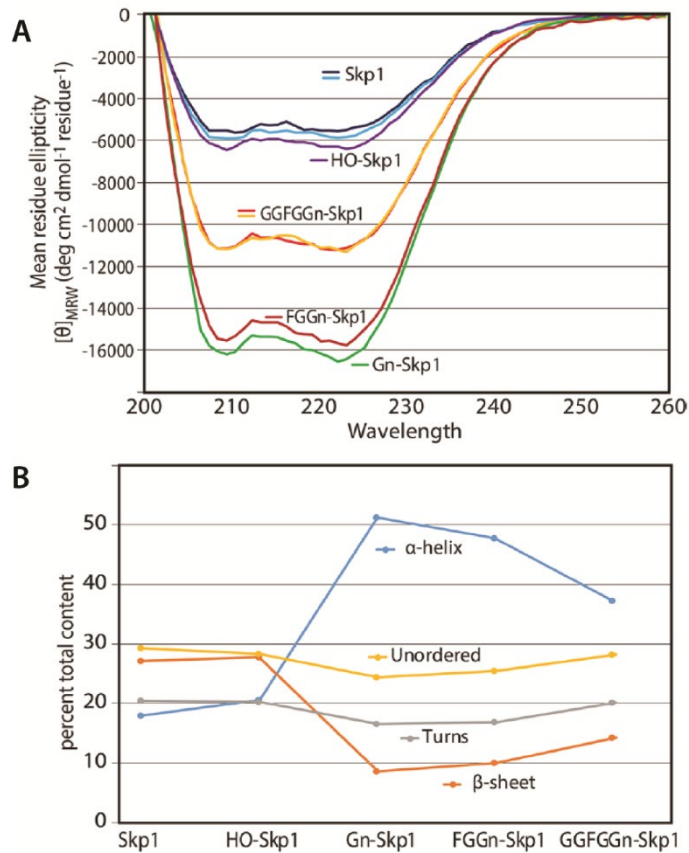 A
Mean residue ellipticity
[θ]MRW (deg cm2 dmol-1 residue-1)
0
-2000
-4000
-6000
-8000
-10000
-12000
-14000
-16000
Skp1
HO-Skp1
GGFGGn-Skp1
FGGn-Skp1
Gn-Skp1
200 210 220 230 240 250 260
Wavelength
B
percent total content
50
40
30
20
10
0
α-helix
Unordered
Turns
β-sheet
Skp1 HO-Skp1 Gn-Skp1 FGGn-Skp1 GGFGGn-Skp1